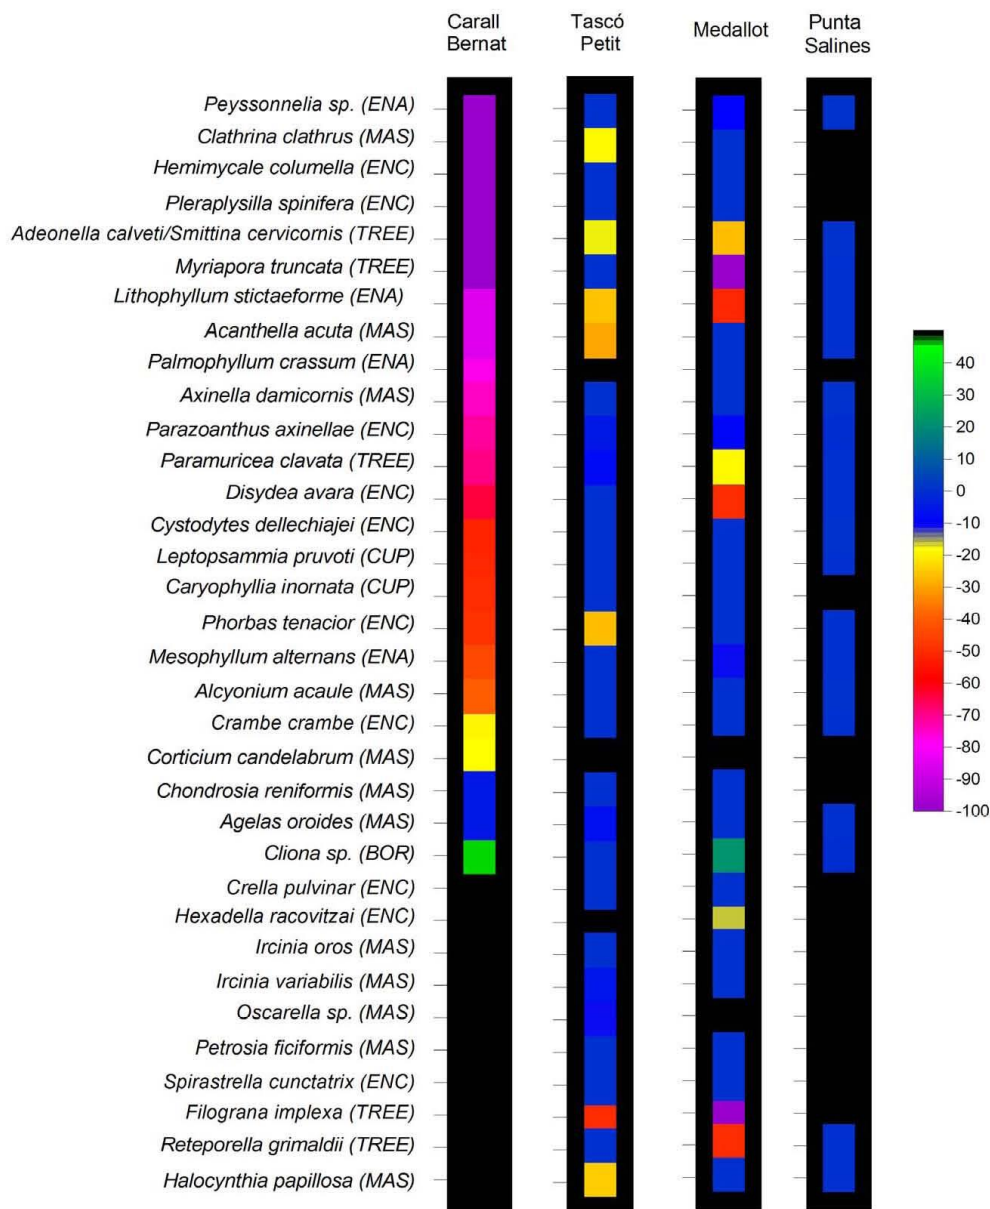 Carall
Bernat
Tascó
Petit
Medallot
Punta
Salines
Peyssonnelia sp. (ENA)
Clathrina clathrus (MAS)
Hemimycale columella (ENC)
Pleraplysilla spinifera (ENC)
Adeonella calveti/Smittina cervicornis (TREE)
Myriapora truncata (TREE)
Lithophyllum stictaeforme (ENA)
Acanthella acuta (MAS)
Palmophyllum crassum (ENA)
Axinella damicornis (MAS)
Parazoanthus axinellae (ENC)
Paramuricea clavata (TREE)
Disydea avara (ENC)
Cystodytes dellechiajei (ENC)
Leptopsammia pruvoti (CUP)
Caryophyllia inornata (CUP)
Phorbas tenacior (ENC)
Mesophyllum alternans (ENA)
Alcyonium acaule (MAS)
Crambe crambe (ENC)
Corticium candelabrum (MAS)
Chondrosia reniformis (MAS)
Agelas oroides (MAS)
Cliona sp. (BOR)
Crella pulvinar (ENC)
Hexadella racovitzai (ENC)
Ircinia oros (MAS)
Ircinia variabilis (MAS)
Oscarella sp. (MAS)
Petrosia ficiformis (MAS)
Spirastrella cunctatrix (ENC)
Filograna implexa (TREE)
Reteporella grimaldii (TREE)
Halocynthia papillosa (MAS)
40
30
20
10
0
-10
-20
-30
-40
-50
-60
-70
-80
-90
-100